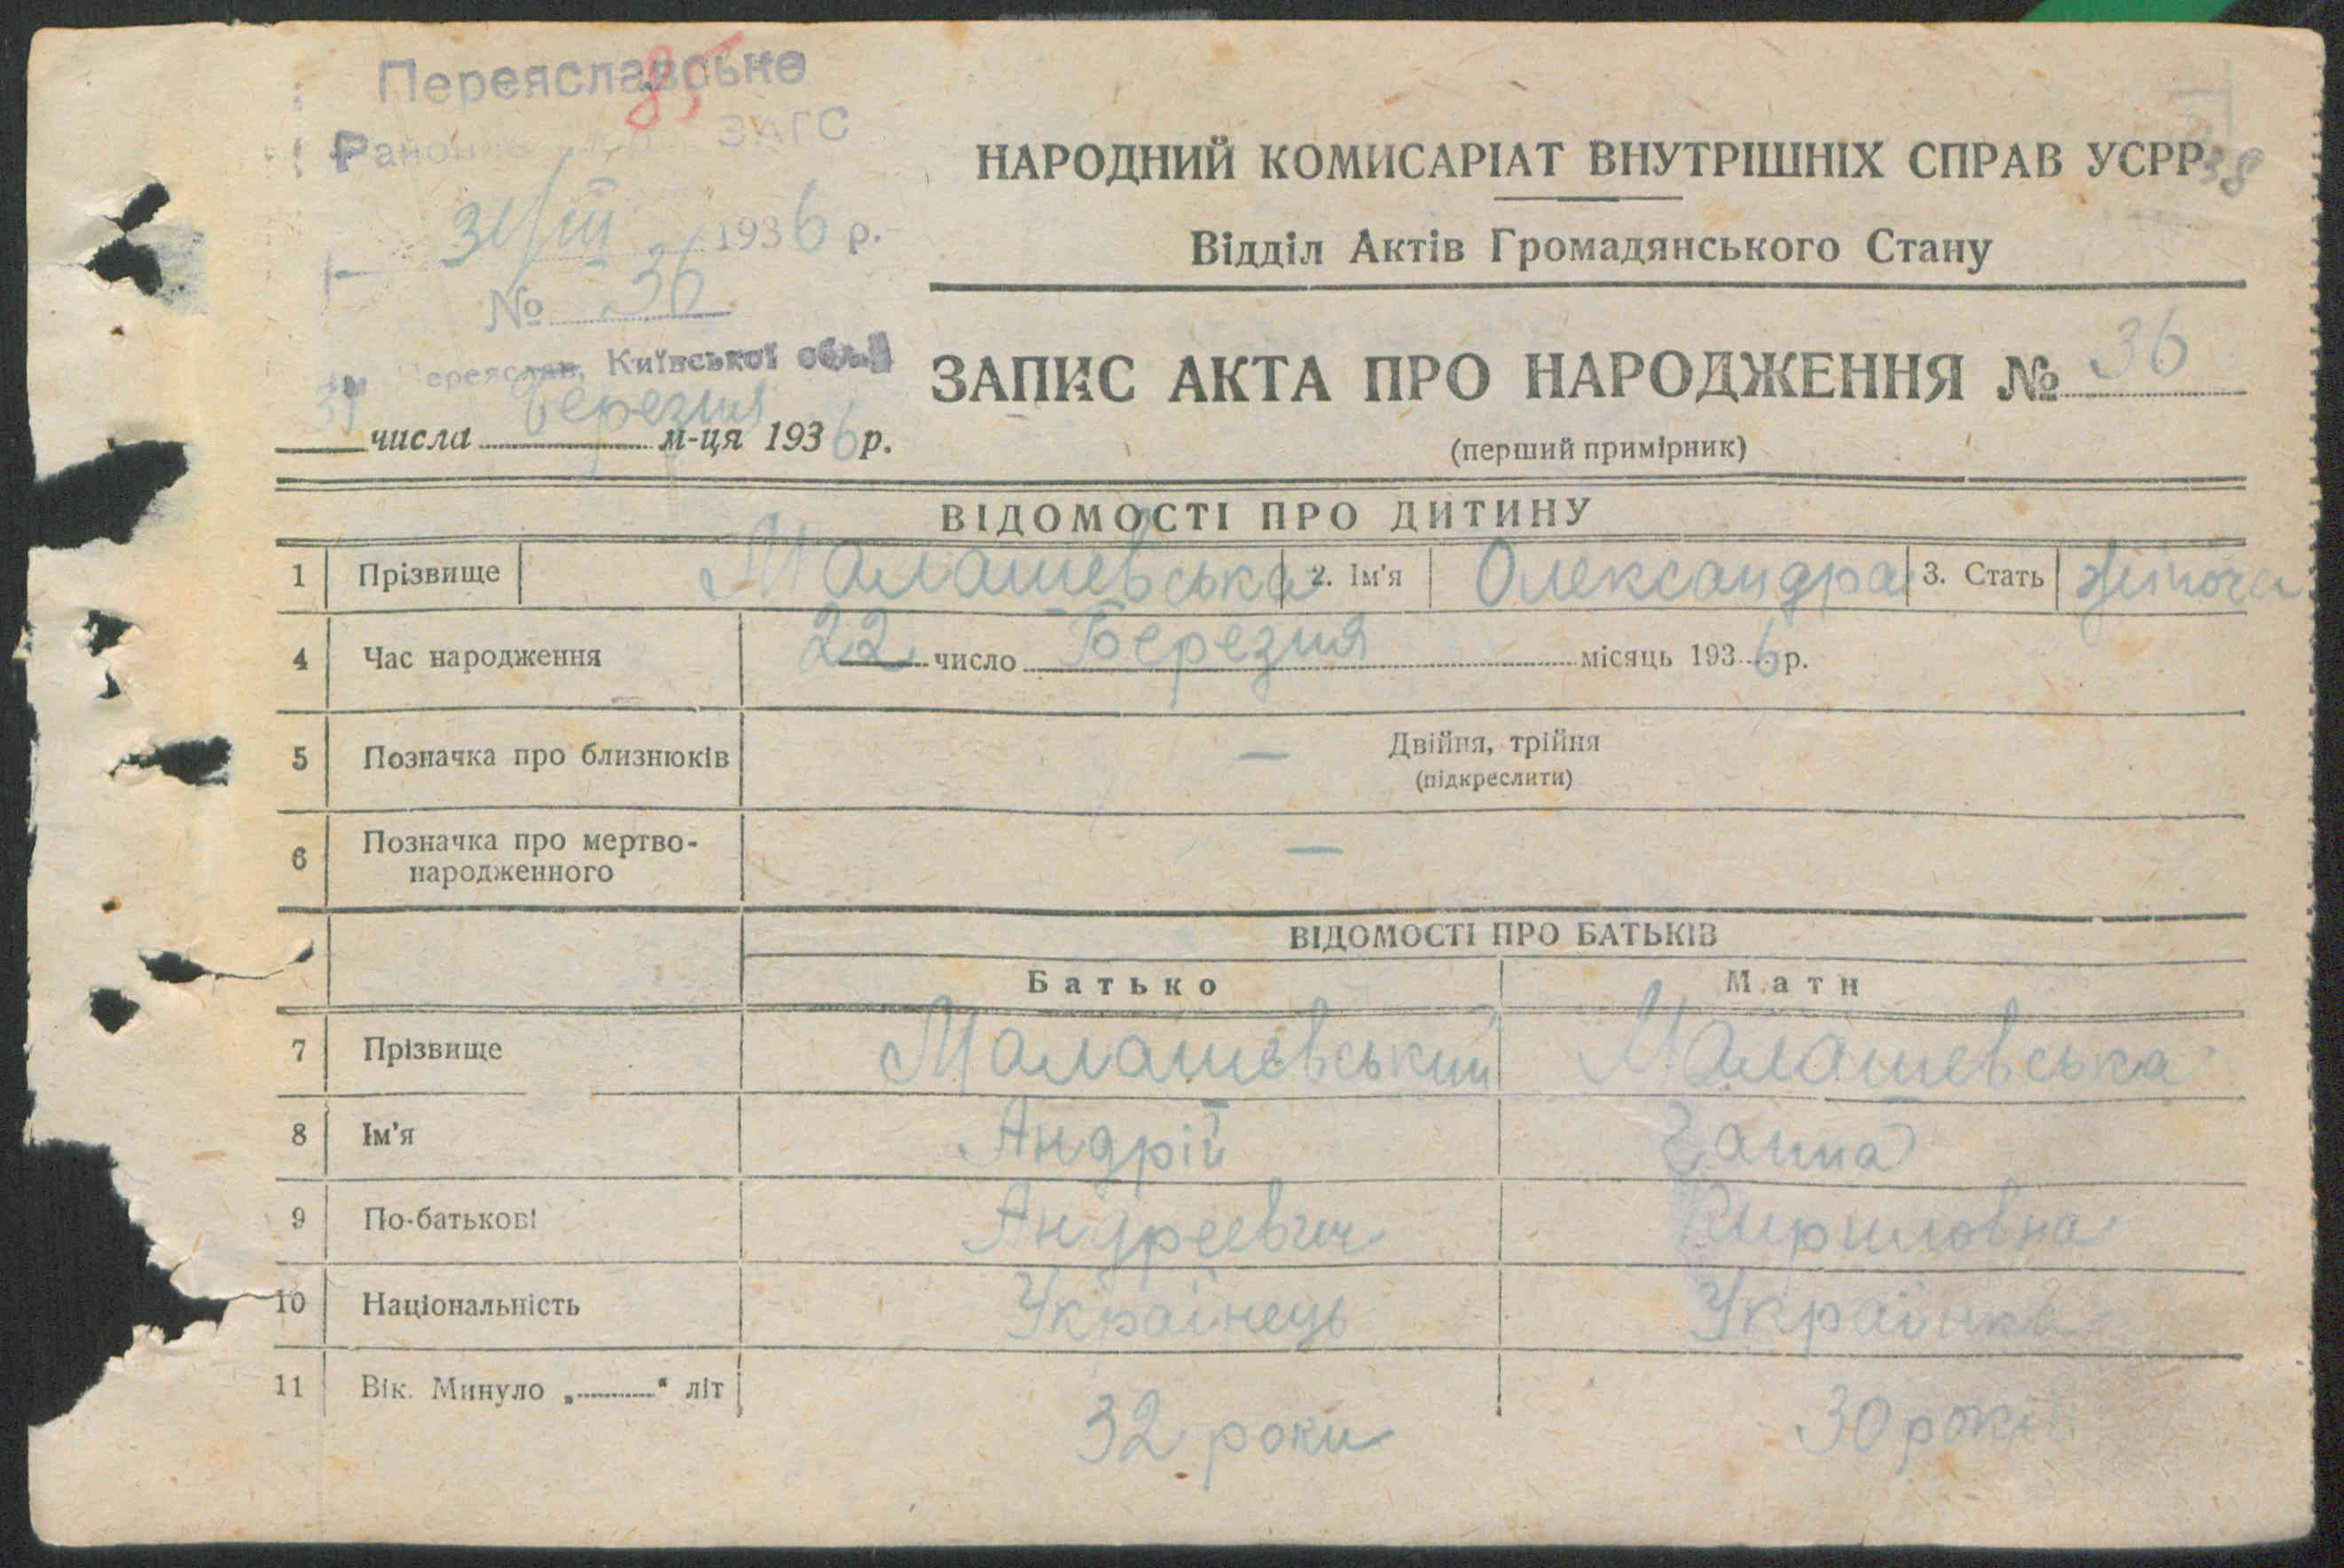 Переяславське
85
Районне ЗАГС
31/III 1936 р.
№ 36
Переяслав, Київської обл.
31 числа Березня м-ця 1936 р.
НАРОДНИЙ КОМИСАРІАТ ВНУТРІШНІХ СПРАВ УСРР
38
Відділ Актів Громадянського Стану
ЗАПИС АКТА ПРО НАРОДЖЕННЯ № 36
(перший примірник)
ВІДОМОСТІ ПРО ДИТИНУ
1 Прізвище Малашевська 2. Ім'я Олександра 3. Стать жіноча
4 Час народження 22 число Березня місяць 1936 р.
5 Позначка про близнюків — Двійня, трійня
(підкреслити)
6 Позначка про мертво-
народженного —
ВІДОМОСТІ ПРО БАТЬКІВ
Батько Мати
7 Прізвище Малашевський Малашевська
8 Ім'я Андрій Ганна
9 По-батькові Андреевич Кириловна
10 Національність Українець Українка
11 Вік. Минуло „ “ літ 32 роки 30 років